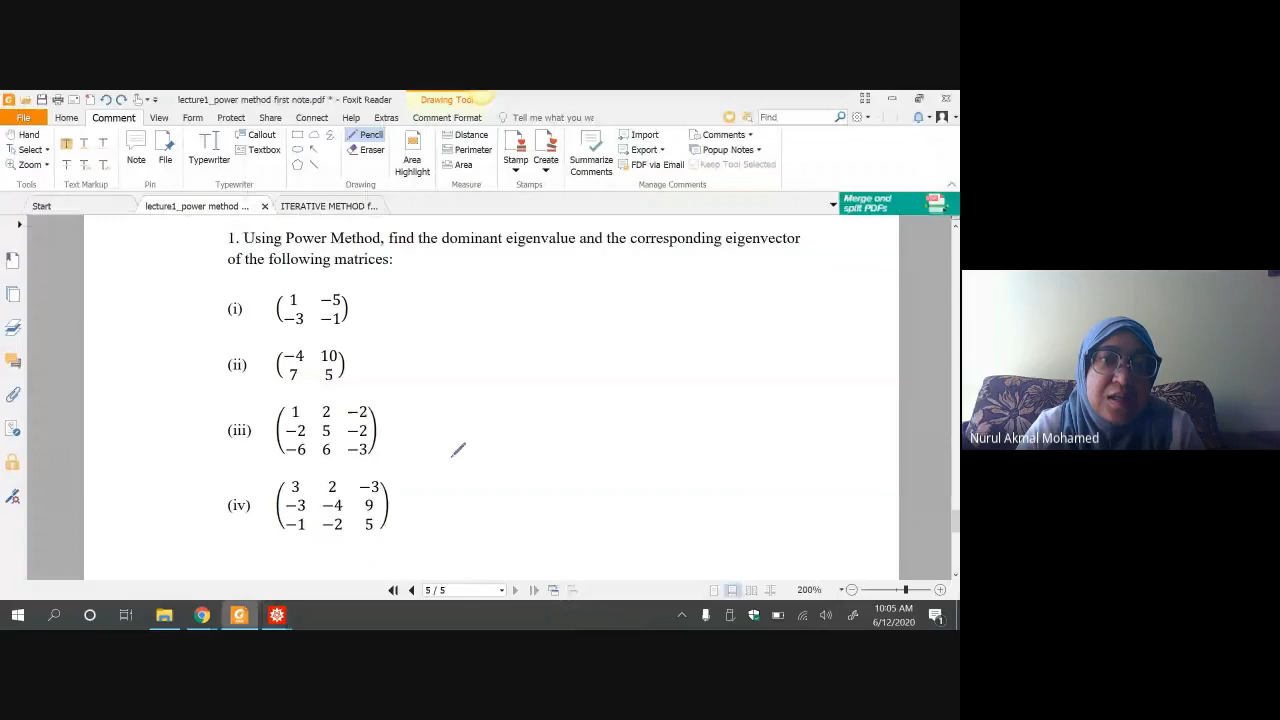 lecture1_power method first note.pdf * - Foxit Reader
Drawing Tools
File
Home
Comment
View
Form
Protect
Share
Connect
Help
Extras
Comment Format
Tell me what you
Find
Hand
Select
Zoom
Tools
Text Markup
Note
File
Pin
Typewriter
Callout
Textbox
Typewriter
Pencil
Eraser
Drawing
Area Highlight
Distance
Perimeter
Area
Measure
Stamp
Create
Stamps
Summarize Comments
Import
Export
FDF via Email
Comments
Popup Notes
Keep Tool Selected
Manage Comments
Start
lecture1_power method ...
ITERATIVE METHOD f...
Merge and
split PDFs
1. Using Power Method, find the dominant eigenvalue and the corresponding eigenvector
of the following matrices:
(i)
1 −5
−3 −1
(ii)
−4 10
7 5
(iii)
1 2 −2
−2 5 −2
−6 6 −3
(iv)
3 2 −3
−3 −4 9
−1 −2 5
Nurul Akmal Mohamed
5 / 5
200%
10:05 AM
6/12/2020